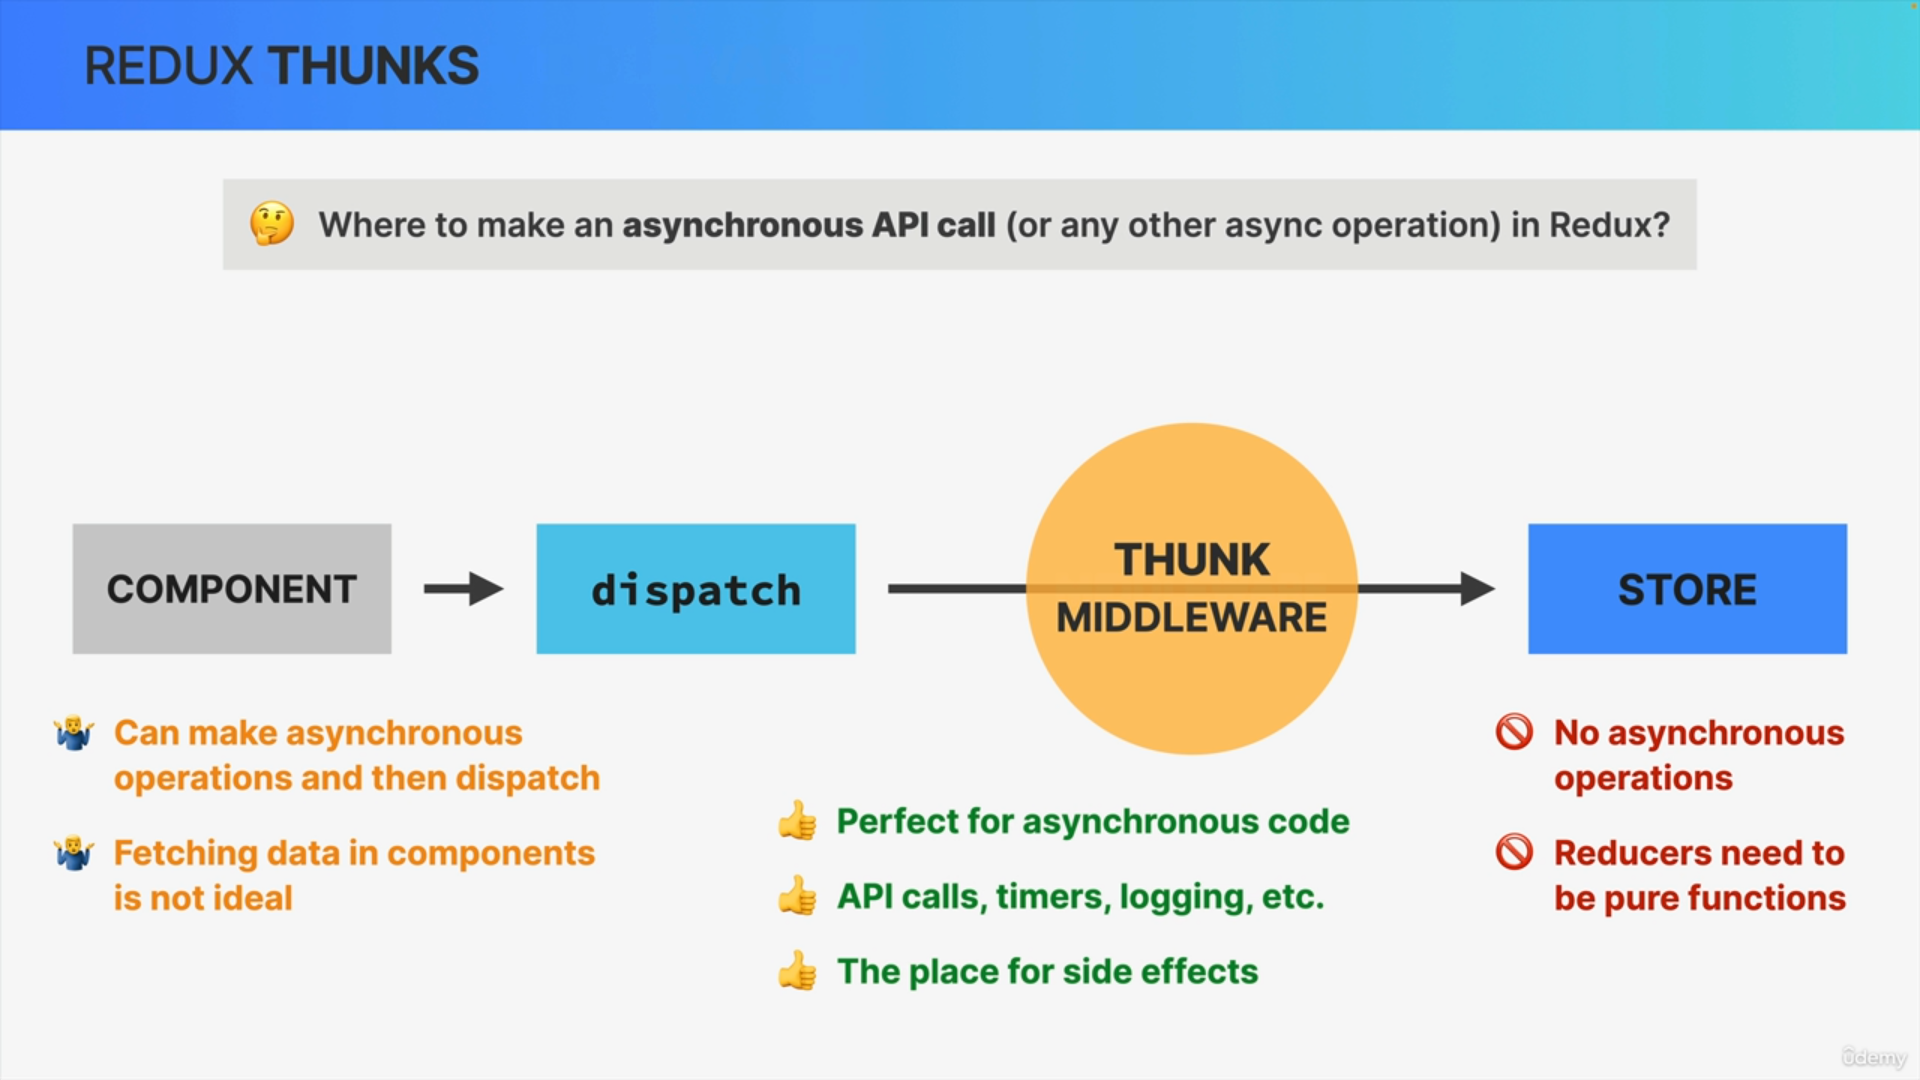 REDUX THUNKS
Where to make an asynchronous API call (or any other async operation) in Redux?
COMPONENT
dispatch
THUNK
MIDDLEWARE
STORE
Can make asynchronous
operations and then dispatch
Fetching data in components
is not ideal
Perfect for asynchronous code
API calls, timers, logging, etc.
The place for side effects
No asynchronous
operations
Reducers need to
be pure functions
ûdemy